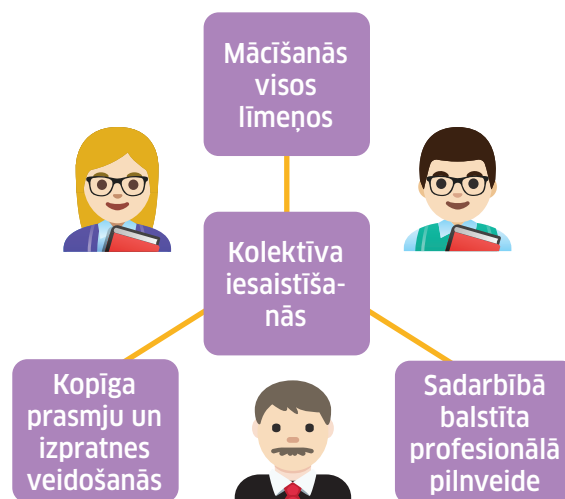 Mācīšanās
visos
līmeņos
Kolektīva
iesaistīša-
nās
Kopīga
prasmju un
izpratnes
veidošanās
Sadarbībā
balstīta
profesionālā
pilnveide